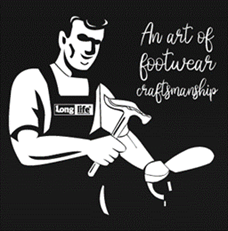 An art of
footwear
craftsmanship
Long life